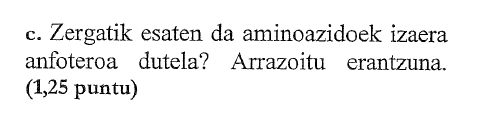 c. Zergatik esaten da aminoazidoek izaera
anfoteroa dutela? Arrazoitu erantzuna.
(1,25 puntu)